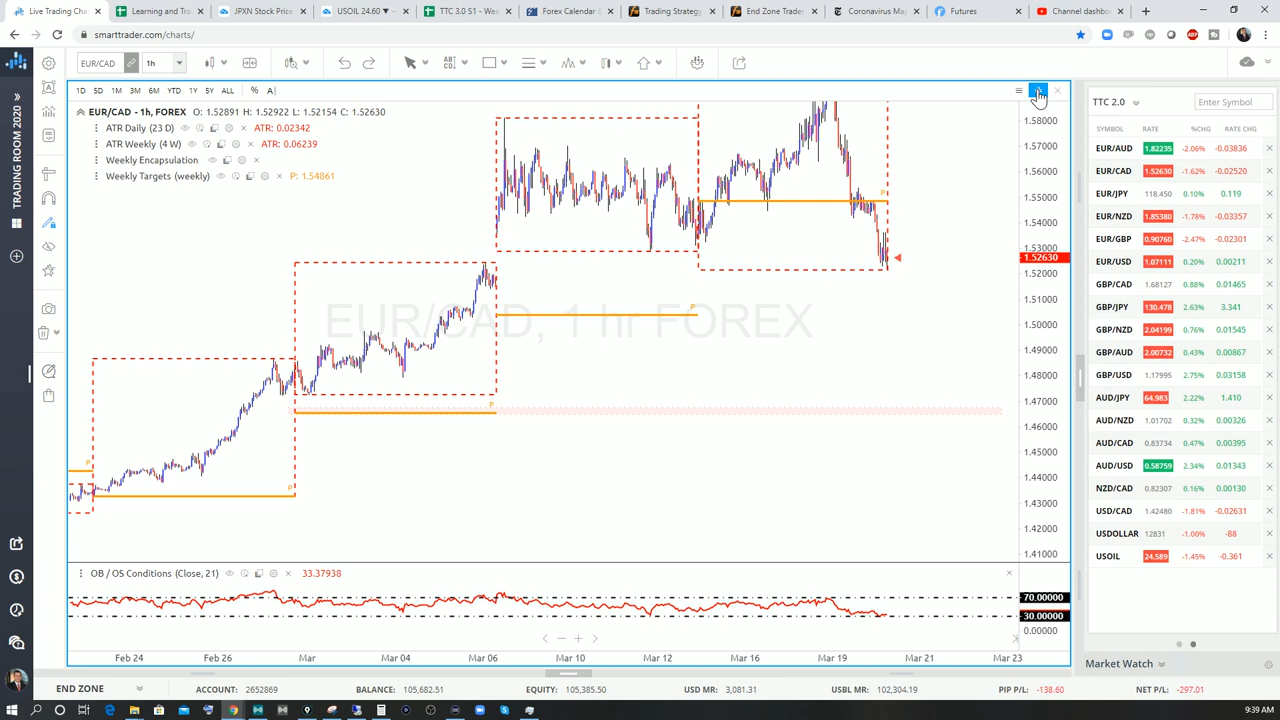 Live Trading Cha
Learning and Tra
JPXN Stock Price
USOIL 24.60 ▼
TTC 3.0 S1 - Wee
Forex Calendar
Trading Strategy
End Zone Trader
Coronavirus Map
Futures
Channel dashboa
smarttrader.com/charts/
EUR/CAD
1h
1D 5D 1M 3M 6M YTD 1Y 5Y ALL % A
EUR/CAD - 1h, FOREX O: 1.52891 H: 1.52922 L: 1.52154 C: 1.52630
ATR Daily (23 D) ATR: 0.02342
ATR Weekly (4 W) ATR: 0.06239
Weekly Encapsulation
Weekly Targets (weekly) P: 1.54861
EUR/CAD, 1 hr FOREX
P
P
P
P
P
1.58000
1.57000
1.56000
1.55000
1.54000
1.53000
1.52630
1.52000
1.51000
1.50000
1.49000
1.48000
1.47000
1.46000
1.45000
1.44000
1.43000
1.42000
1.41000
OB / OS Conditions (Close, 21) 33.37938
70.00000
30.00000
0.00000
Feb 24 Feb 26 Mar Mar 04 Mar 06 Mar 10 Mar 12 Mar 16 Mar 19 Mar 21 Mar 23
TRADING ROOM 2020
TTC 2.0 Enter Symbol
SYMBOL RATE %CHG RATE CHG
EUR/AUD 1.82235 -2.06% -0.03836
EUR/CAD 1.52630 -1.62% -0.02520
EUR/JPY 118.450 0.10% 0.119
EUR/NZD 1.85380 -1.78% -0.03357
EUR/GBP 0.90760 -2.47% -0.02301
EUR/USD 1.07111 0.20% 0.00211
GBP/CAD 1.68127 0.88% 0.01465
GBP/JPY 130.478 2.63% 3.341
GBP/NZD 2.04199 0.76% 0.01545
GBP/AUD 2.00732 0.43% 0.00867
GBP/USD 1.17995 2.75% 0.03158
AUD/JPY 64.983 2.22% 1.410
AUD/NZD 1.01702 0.32% 0.00326
AUD/CAD 0.83734 0.47% 0.00395
AUD/USD 0.58759 2.34% 0.01343
NZD/CAD 0.82307 0.16% 0.00130
USD/CAD 1.42480 -1.81% -0.02631
USDOLLAR 12831 -1.00% -88
USOIL 24.589 -1.45% -0.361
Market Watch
END ZONE ACCOUNT: 2652869 BALANCE: 105,682.51 EQUITY: 105,385.50 USD MR: 3,081.31 USBL MR: 102,304.19 PIP P/L: -138.60 NET P/L: -297.01
9:39 AM